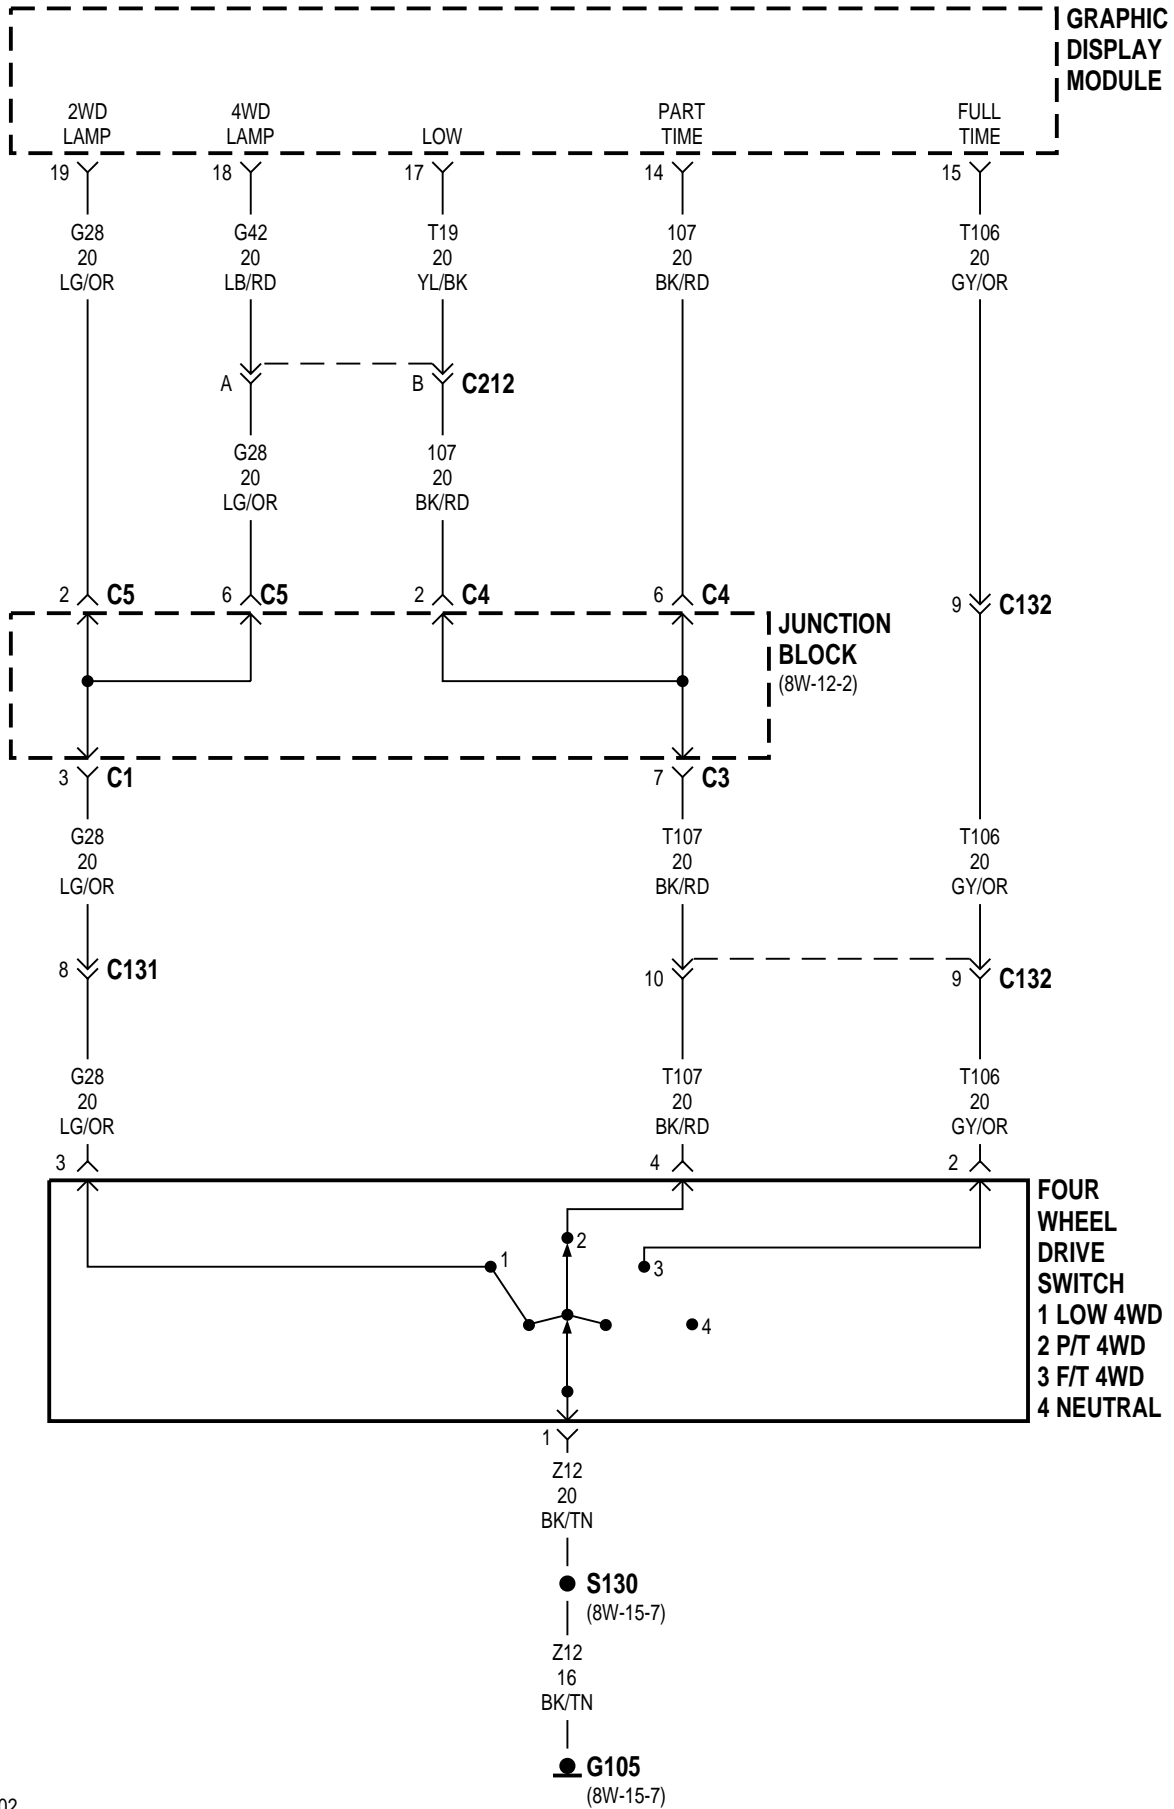 GRAPHIC
DISPLAY
MODULE
2WD
LAMP
4WD
LAMP
LOW
PART
TIME
FULL
TIME
19
18
17
14
15
G28
20
LG/OR
G42
20
LB/RD
T19
20
YL/BK
107
20
BK/RD
T106
20
GY/OR
A
B
C212
G28
20
LG/OR
107
20
BK/RD
2
C5
6
C5
2
C4
6
C4
9
C132
JUNCTION
BLOCK
(8W-12-2)
3
C1
7
C3
G28
20
LG/OR
T107
20
BK/RD
T106
20
GY/OR
8
C131
10
9
C132
G28
20
LG/OR
T107
20
BK/RD
T106
20
GY/OR
3
4
2
FOUR
WHEEL
DRIVE
SWITCH
1 LOW 4WD
2 P/T 4WD
3 F/T 4WD
4 NEUTRAL
1
2
3
4
1
Z12
20
BK/TN
S130
(8W-15-7)
Z12
16
BK/TN
G105
(8W-15-7)